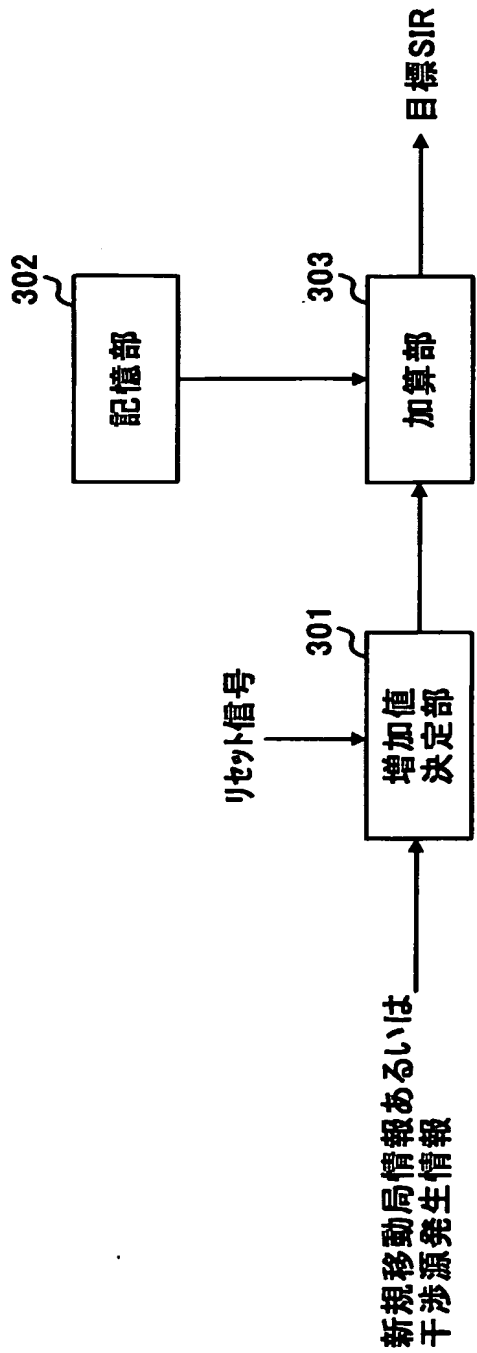 302
記憶部
リセット信号
301
303
新規移動局情報あるいは
干渉源発生情報
増加値
決定部
加算部
目標SIR